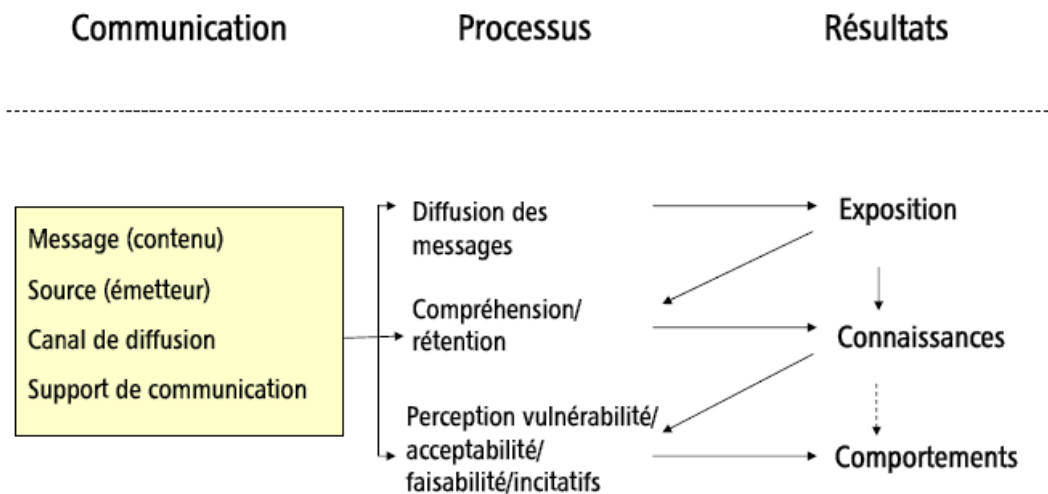 Communication
Processus
Résultats
Message (contenu)
Source (émetteur)
Canal de diffusion
Support de communication
Diffusion des
messages
Compréhension/
rétention
Perception vulnérabilité/
acceptabilité/
faisabilité/incitatifs
Exposition
Connaissances
Comportements